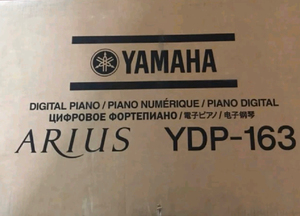 YAMAHA
DIGITAL PIANO / PIANO NUMÉRIQUE / PIANO DIGITAL
ЦИФРОВОЕ ФОРТЕПИАНО / 電子ピアノ / 电子钢琴
ARIUS YDP-163